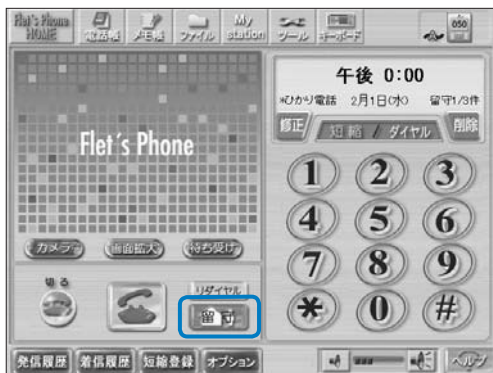 Flet's Phone HOME
電話帳
メモ帳
ファイル
My station
ツール
キーボード
050
Flet's Phone
カメラ
画面拡大
待ち受け
切る
リダイヤル
留守
発信履歴
着信履歴
短縮登録
オプション
午後 0:00
*ひかり電話 2月1日(水) 留守1/3件
修正
短縮 / ダイヤル
削除
1 2 3
4 5 6
7 8 9
* 0 #
ヘルプ